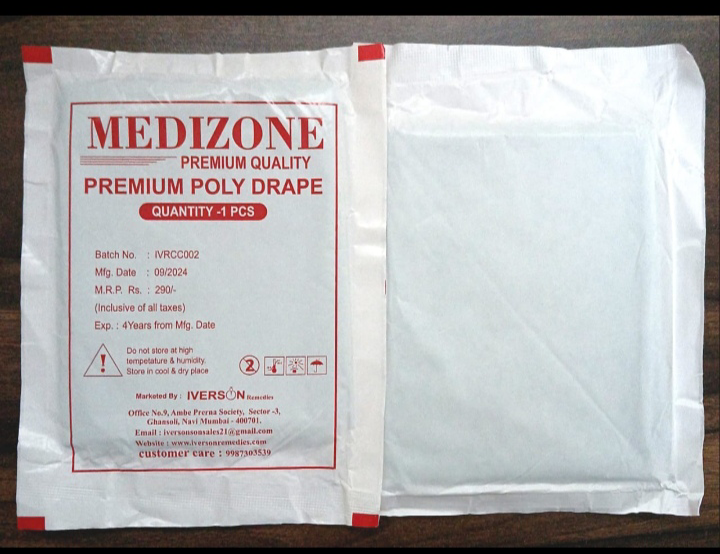 MEDIZONE
PREMIUM QUALITY
PREMIUM POLY DRAPE
QUANTITY -1 PCS
Batch No. : IVRCC002
Mfg. Date : 09/2024
M.R.P. Rs. : 290/-
(Inclusive of all taxes)
Exp. : 4Years from Mfg. Date
Do not store at high
tempetature & humidity.
Store in cool & dry place
2
Marketed By : IVERSON Remedies
Office No.9, Ambe Prerna Society, Sector -3,
Ghansoli, Navi Mumbai - 400701.
Email : iversonsonsales21@gmail.com
Website : www.iversonremedies.com
customer care : 9987303539